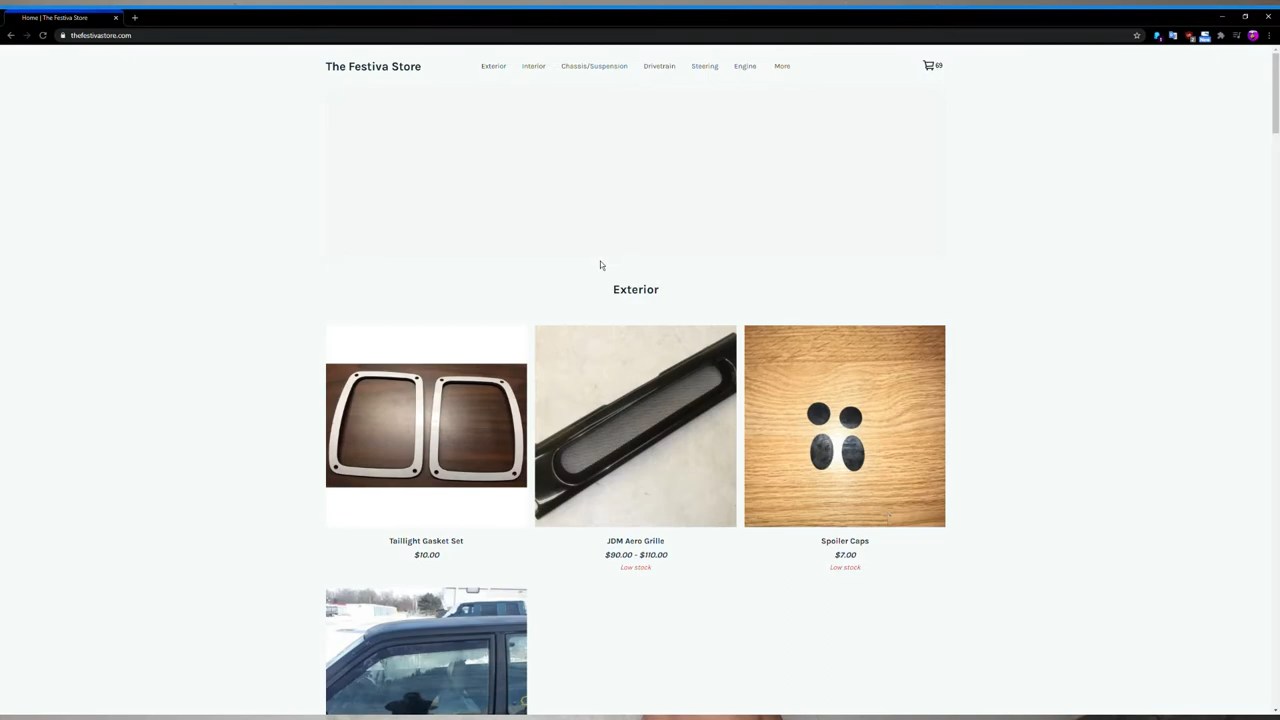 Home | The Festiva Store
thefestivastore.com
The Festiva Store
Exterior Interior Chassis/Suspension Drivetrain Steering Engine More
69
Exterior
Taillight Gasket Set
$10.00
JDM Aero Grille
$90.00 - $110.00
Low stock
Spoiler Caps
$7.00
Low stock